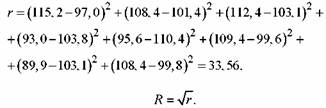 r = (115, 2–97, 0)² + (108, 4–101, 4)² + (112, 4–103, 1)² +
+ (93, 0–103, 8)² + (95, 6–110, 4)² + (109, 4–99, 6)² +
+ (89, 9–103, 1)² + (108, 4–99, 8)² = 33, 56.
R = √r.